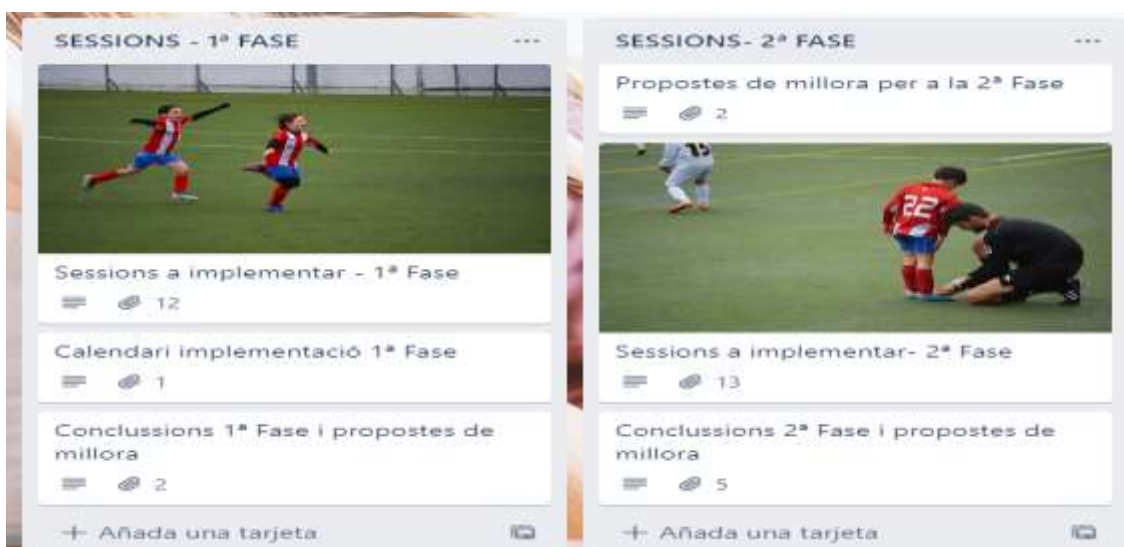 SESSIONS - 1ª FASE
Sessions a implementar - 1ª Fase
12
Calendari implementació 1ª Fase
1
Conclussions 1ª Fase i propostes de
millora
2
+ Añada una tarjeta
SESSIONS- 2ª FASE
Propostes de millora per a la 2ª Fase
2
15
22
Sessions a implementar- 2ª Fase
13
Conclussions 2ª Fase i propostes de
millora
5
+ Añada una tarjeta